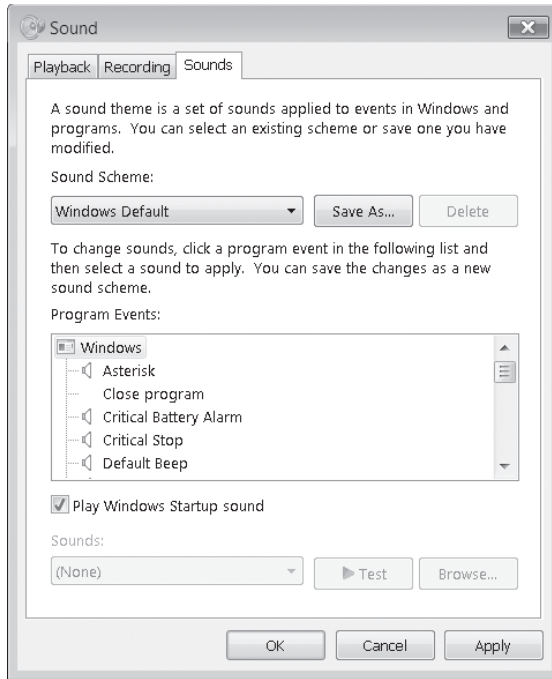 Sound
Playback Recording Sounds
A sound theme is a set of sounds applied to events in Windows and
programs. You can select an existing scheme or save one you have
modified.
Sound Scheme:
Windows Default Save As... Delete
To change sounds, click a program event in the following list and
then select a sound to apply. You can save the changes as a new
sound scheme.
Program Events:
Windows
Asterisk
Close program
Critical Battery Alarm
Critical Stop
Default Beep
Play Windows Startup sound
Sounds:
(None) Test Browse...
OK Cancel Apply